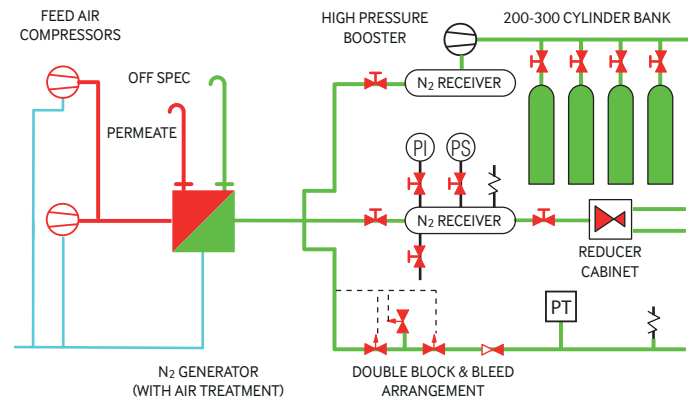 FEED AIR
COMPRESSORS
HIGH PRESSURE
BOOSTER
200-300 CYLINDER BANK
OFF SPEC
N₂ RECEIVER
PERMEATE
PI
PS
N₂ RECEIVER
REDUCER
CABINET
PT
N₂ GENERATOR
(WITH AIR TREATMENT)
DOUBLE BLOCK & BLEED
ARRANGEMENT